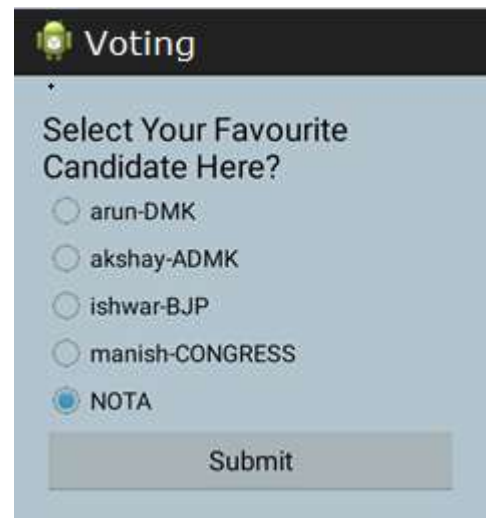 Voting
Select Your Favourite
Candidate Here?
arun-DMK
akshay-ADMK
ishwar-BJP
manish-CONGRESS
NOTA
Submit